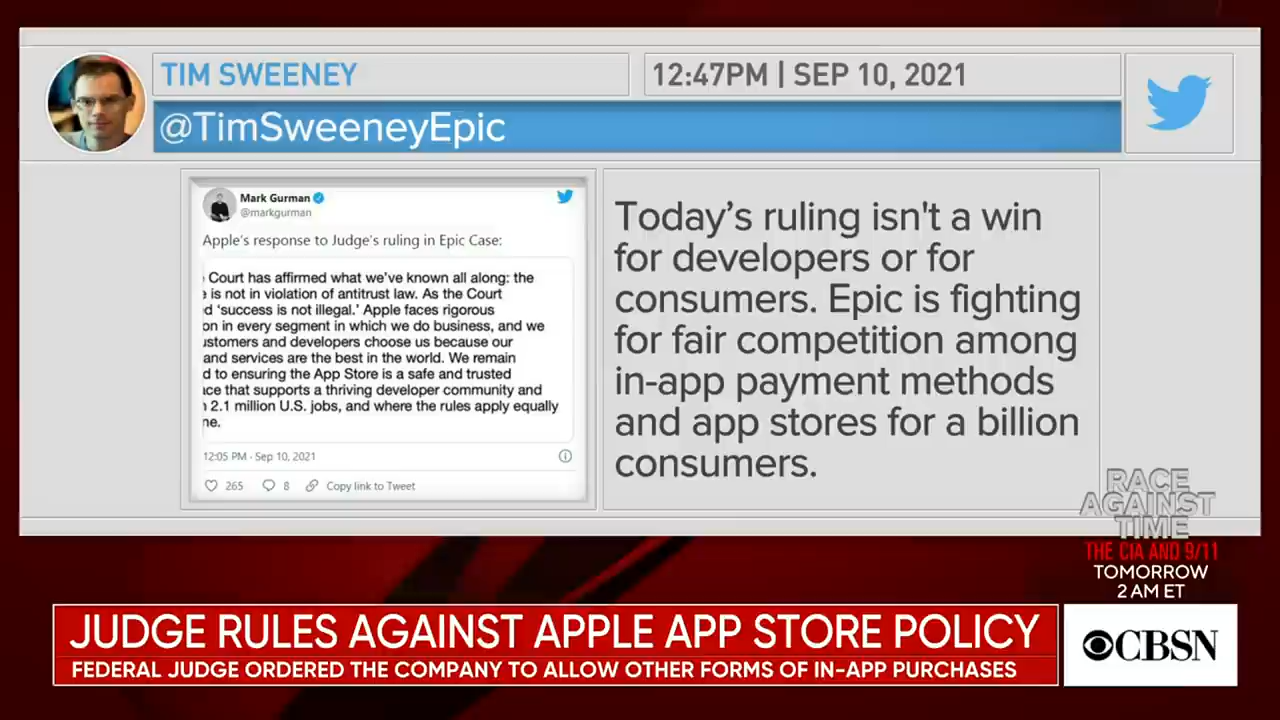 TIM SWEENEY
12:47PM | SEP 10, 2021
@TimSweeneyEpic
Mark Gurman
@markgurman
Apple's response to Judge's ruling in Epic Case:
Court has affirmed what we've known all along: the
is not in violation of antitrust law. As the Court
'success is not illegal.' Apple faces rigorous
in every segment in which we do business, and we
and developers choose us because our
and services are the best in the world. We remain
to ensuring the App Store is a safe and trusted
that supports a thriving developer community and
2.1 million U.S. jobs, and where the rules apply equally
12:05 PM · Sep 10, 2021
265 8 Copy link to Tweet
Today's ruling isn't a win
for developers or for
consumers. Epic is fighting
for fair competition among
in-app payment methods
and app stores for a billion
consumers.
RACE
AGAINST
TIME
THE CIA AND 9/11
TOMORROW
2 AM ET
JUDGE RULES AGAINST APPLE APP STORE POLICY
FEDERAL JUDGE ORDERED THE COMPANY TO ALLOW OTHER FORMS OF IN-APP PURCHASES
CBSN